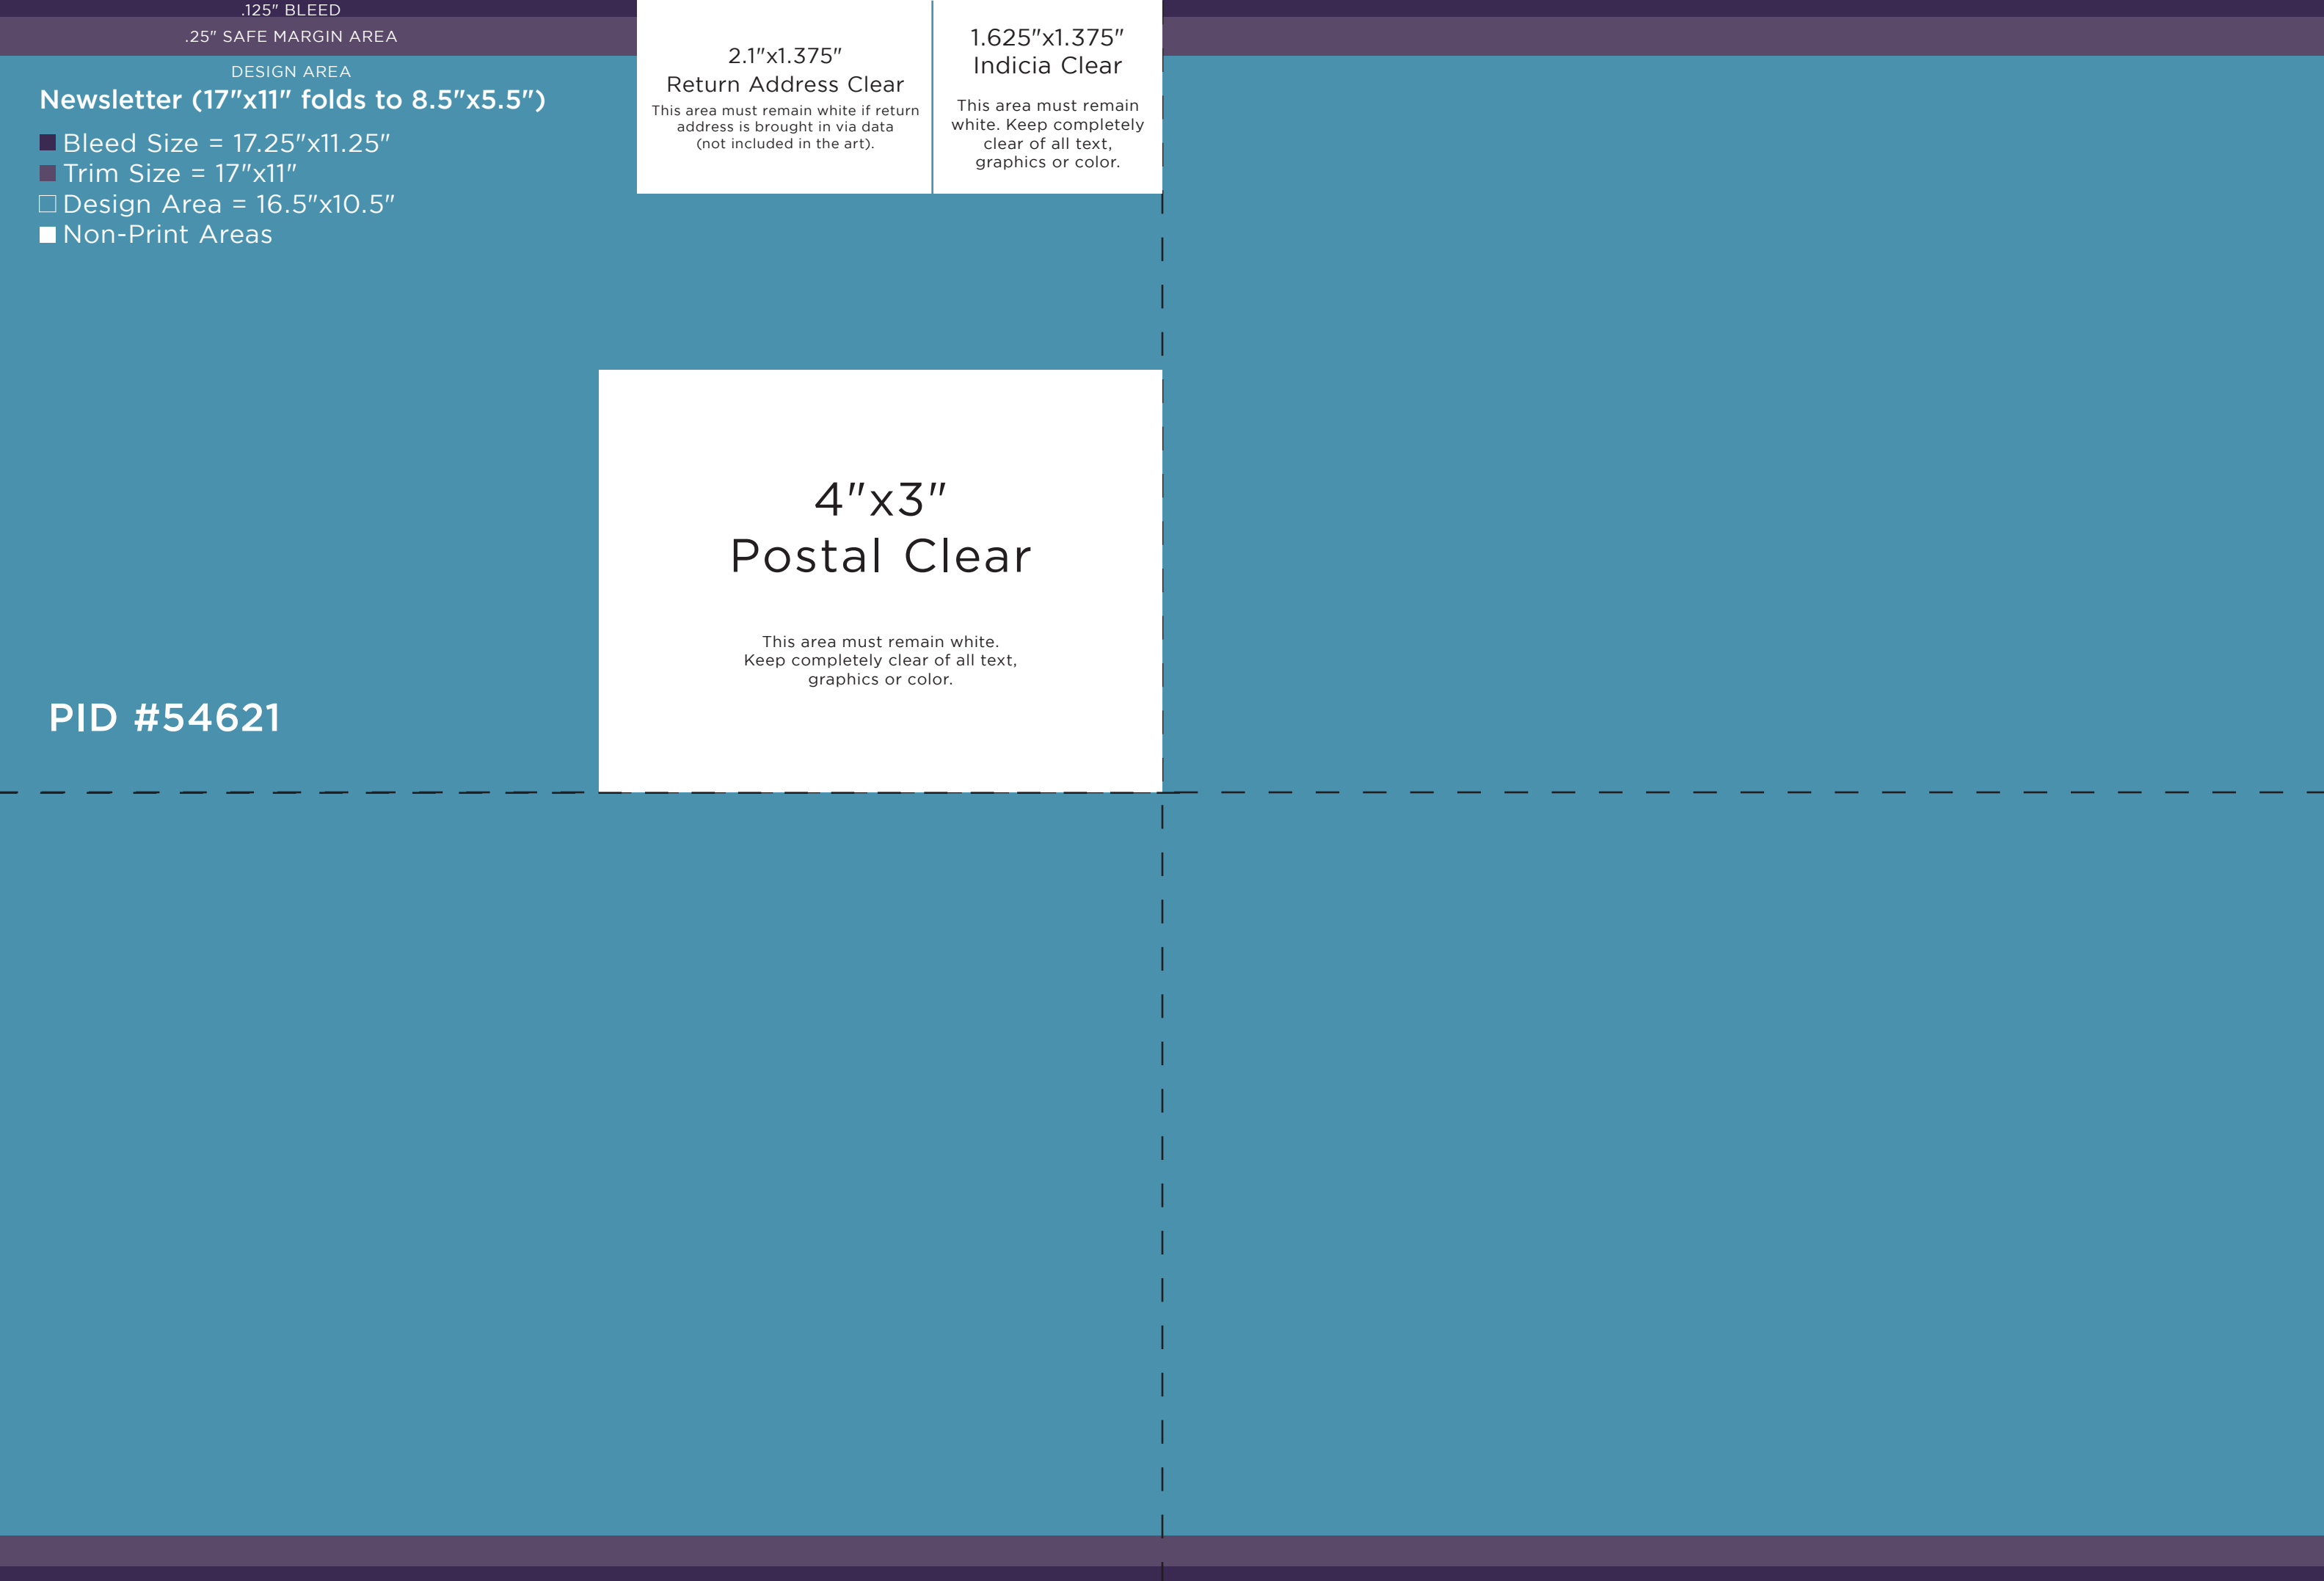 .125" BLEED
.25" SAFE MARGIN AREA
DESIGN AREA
Newsletter (17"x11" folds to 8.5"x5.5")
Bleed Size = 17.25"x11.25"
Trim Size = 17"x11"
Design Area = 16.5"x10.5"
Non-Print Areas
2.1"x1.375"
Return Address Clear
This area must remain white if return
address is brought in via data
(not included in the art).
1.625"x1.375"
Indicia Clear
This area must remain
white. Keep completely
clear of all text,
graphics or color.
4"x3"
Postal Clear
This area must remain white.
Keep completely clear of all text,
graphics or color.
PID #54621